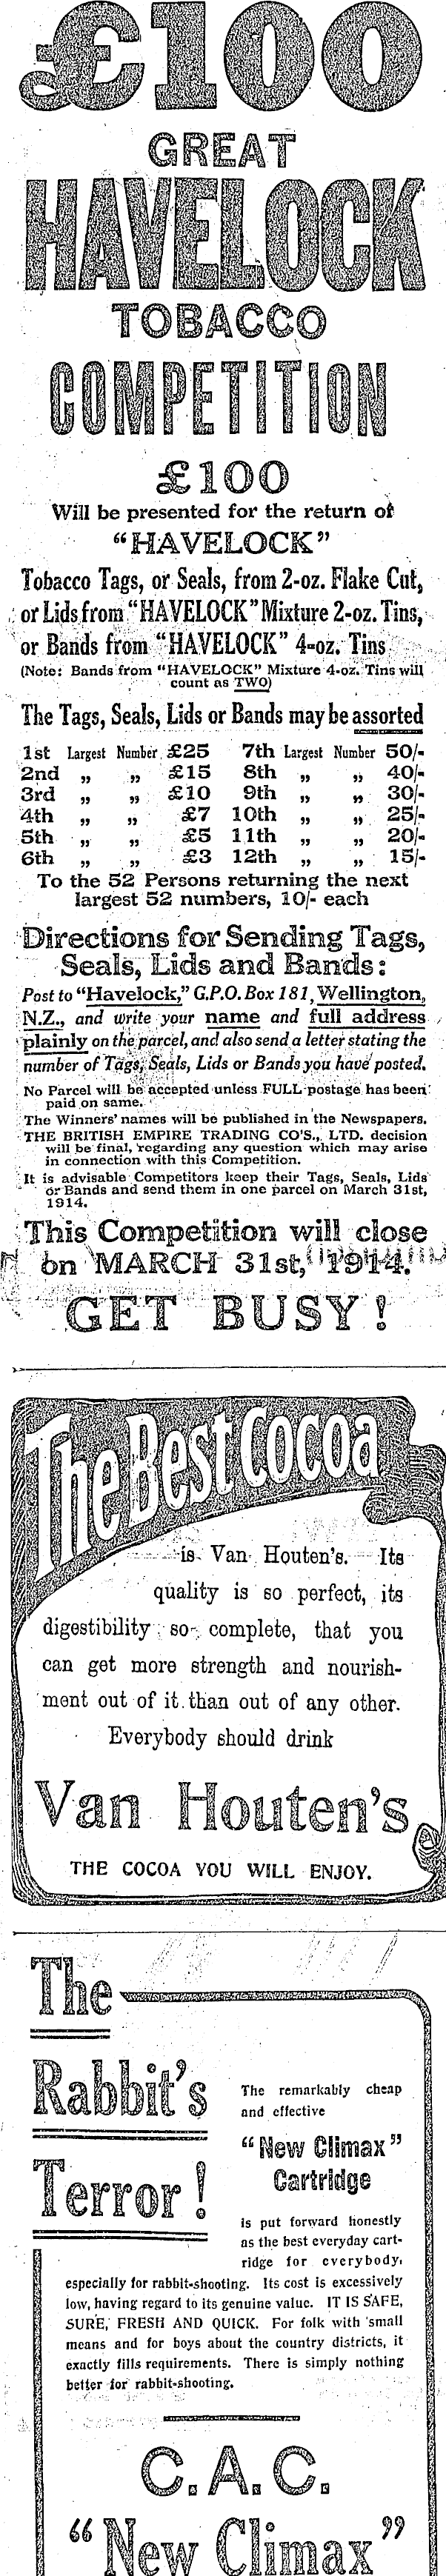 £100
GREAT
HAVELOCK
TOBACCO
COMPETITION
£100
Will be presented for the return of
"HAVELOCK"
Tobacco Tags, or Seals, from 2-oz. Flake Cut,
or Lids from "HAVELOCK" Mixture 2-oz. Tins,
or Bands from "HAVELOCK" 4-oz. Tins
(Note: Bands from "HAVELOCK" Mixture 4-oz. Tins will
count as TWO)
The Tags, Seals, Lids or Bands may be assorted
1st Largest Number £25 7th Largest Number 50/-
2nd „ „ £15 8th „ „ 40/-
3rd „ „ £10 9th „ „ 30/-
4th „ „ £7 10th „ „ 25/-
5th „ „ £5 11th „ „ 20/-
6th „ „ £3 12th „ „ 15/-
To the 52 Persons returning the next
largest 52 numbers, 10/- each
Directions for Sending Tags,
Seals, Lids and Bands:
Post to "Havelock," G.P.O. Box 181, Wellington,
N.Z., and write your name and full address
plainly on the parcel, and also send a letter stating the
number of Tags, Seals, Lids or Bands you have posted.
No Parcel will be accepted unless FULL postage has been
paid on same.
The Winners' names will be published in the Newspapers.
THE BRITISH EMPIRE TRADING CO'S., LTD. decision
will be final, regarding any question which may arise
in connection with this Competition.
It is advisable Competitors keep their Tags, Seals, Lids
or Bands and send them in one parcel on March 31st,
1914.
This Competition will close
on MARCH 31st, 1914.
GET BUSY!
The Best Cocoa
is Van Houten's. Its
quality is so perfect, its
digestibility so complete, that you
can get more strength and nourish-
ment out of it than out of any other.
Everybody should drink
Van Houten's
THE COCOA YOU WILL ENJOY.
The
Rabbit's
Terror!
The remarkably cheap
and effective
"New Climax"
Cartridge
is put forward honestly
as the best everyday cart-
ridge for everybody,
especially for rabbit-shooting. Its cost is excessively
low, having regard to its genuine value. IT IS SAFE,
SURE, FRESH AND QUICK. For folk with small
means and for boys about the country districts, it
exactly fills requirements. There is simply nothing
better for rabbit-shooting.
C.A.C.
"New Climax"